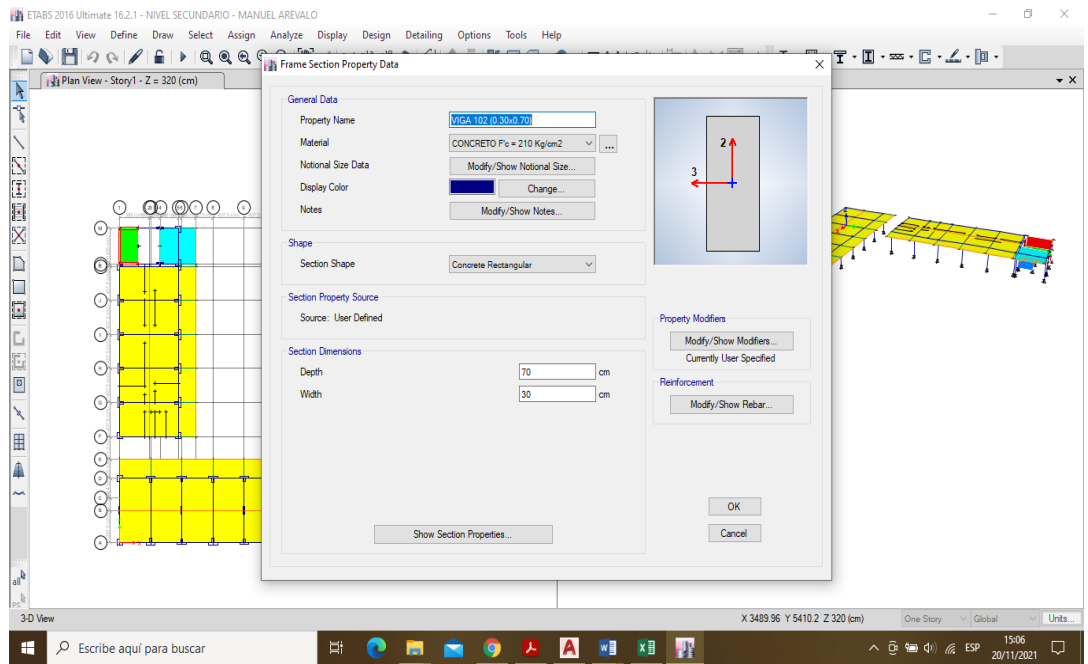 ETABS 2016 Ultimate 16.2.1 - NIVEL SECUNDARIO - MANUEL AREVALO
File Edit View Define Draw Select Assign Analyze Display Design Detailing Options Tools Help
Plan View - Story1 - Z = 320 (cm)
Frame Section Property Data
General Data
Property Name VIGA 102 (0.30x0.70)
Material CONCRETO F'c = 210 Kg/cm2 ...
Notional Size Data Modify/Show Notional Size...
Display Color Change...
Notes Modify/Show Notes...
Shape
Section Shape Concrete Rectangular
Section Property Source
Source: User Defined
Section Dimensions
Depth 70 cm
Width 30 cm
Show Section Properties...
2
3
Property Modifiers
Modify/Show Modifiers...
Currently User Specified
Reinforcement
Modify/Show Rebar...
OK
Cancel
M
J
I
H
G
F
E
D
C
B
A
all
ps
3-D View X 3489.96 Y 5410.2 Z 320 (cm) One Story Global Units...
Escribe aquí para buscar
ESP
15:06
20/11/2021